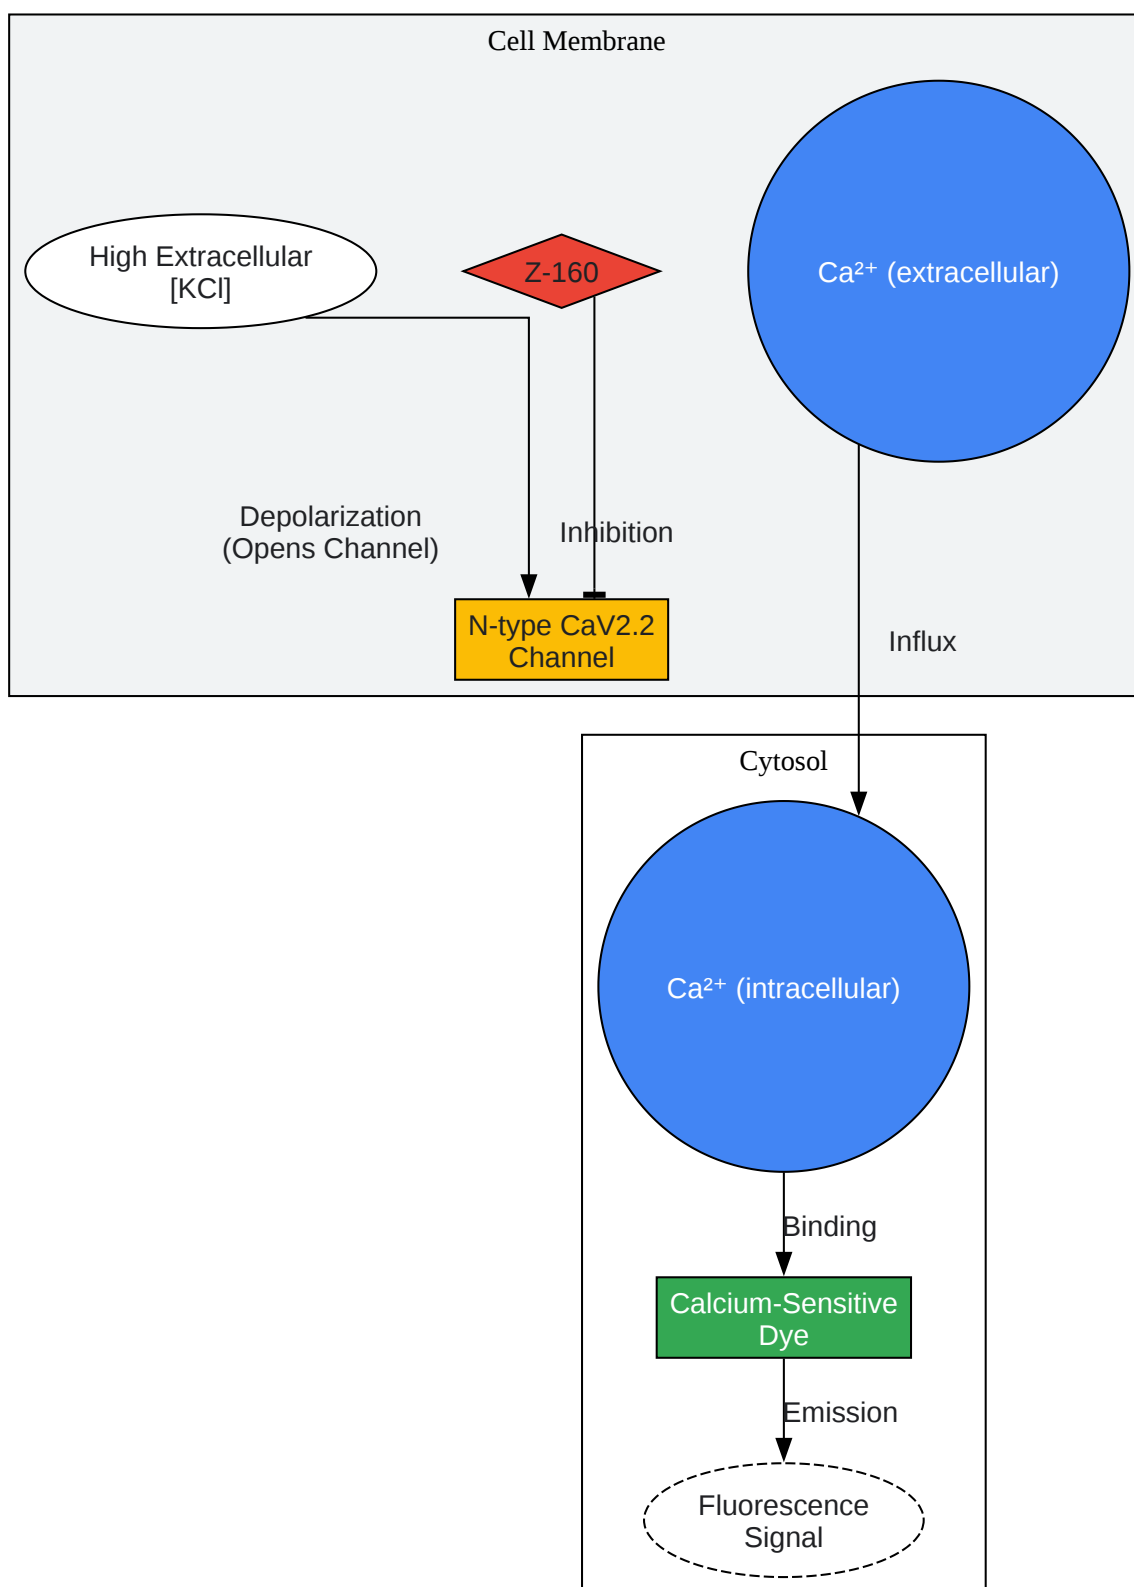 Cell Membrane
High Extracellular
[KCl]
Z-160
Ca²⁺ (extracellular)
Depolarization
(Opens Channel)
Inhibition
N-type CaV2.2
Channel
Influx
Cytosol
Ca²⁺ (intracellular)
Binding
Calcium-Sensitive
Dye
Emission
Fluorescence
Signal